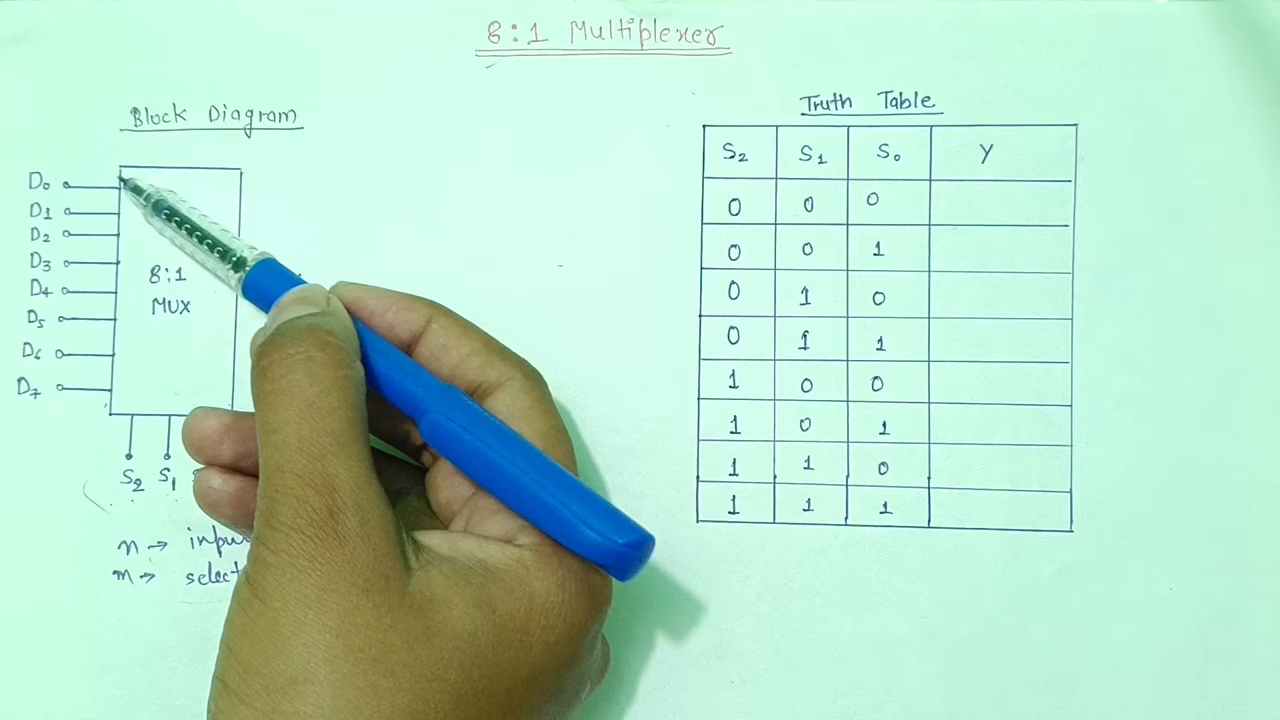 8:1 Multiplexer
Block Diagram
D0
D1
D2
D3
D4
D5
D6
D7
8:1
MUX
S2 S1
n →
m →
Truth Table
S2 S1 S0 Y
0 0 0
0 0 1
0 1 0
0 1 1
1 0 0
1 0 1
1 1 0
1 1 1